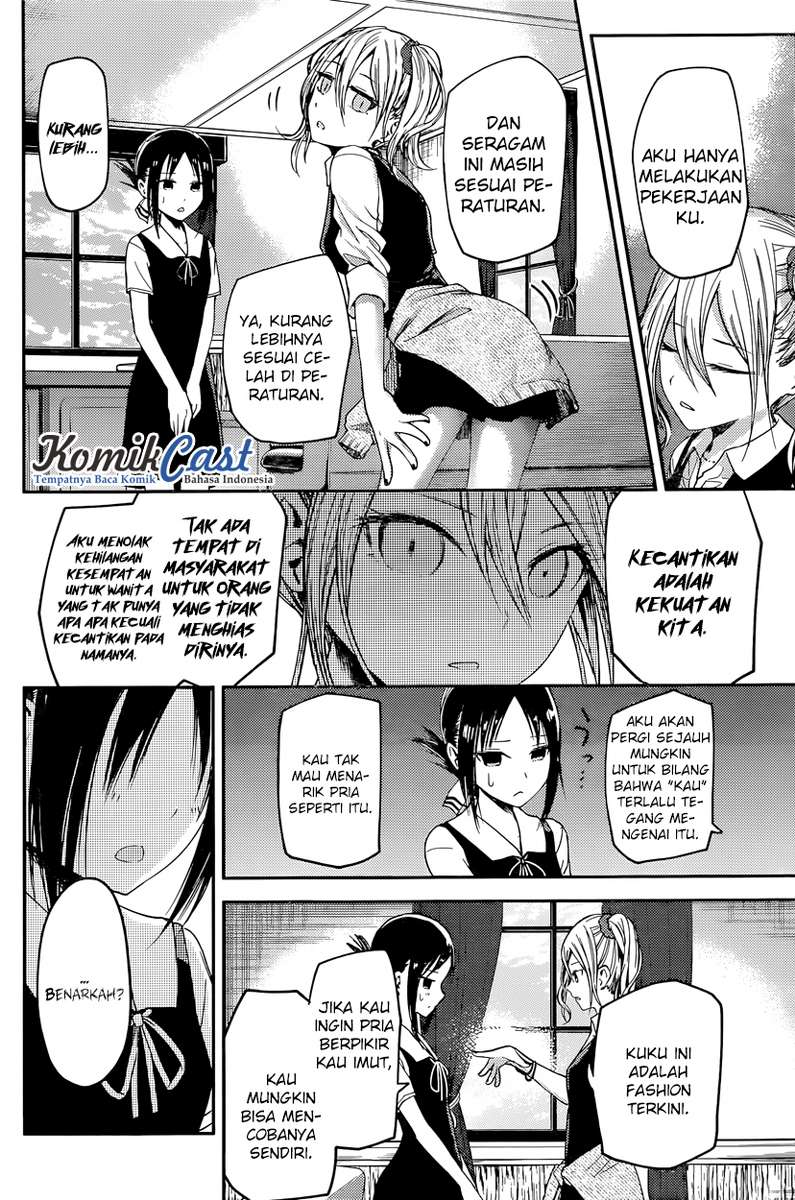 AKU HANYA
MELAKUKAN
PEKERJAAN
KU.
DAN
SERAGAM
INI MASIH
SESUAI PE-
RATURAN.
YA, KURANG
LEBIHNYA
SESUAI CE-
LAH DI PE-
RATURAN.
KURANG
LEBIH...
KomikCast
Tempatnya Baca Komik Bahasa Indonesia
KECANTIKAN
ADALAH
KEKUATAN
KITA.
TAK ADA
TEMPAT DI
MASYARAKAT
UNTUK ORANG
YANG TIDAK
MENGHIAS
DIRINYA.
AKU MENOLAK
KEHILANGAN
KESEMPATAN
UNTUK WANITA
YANG TAK PUNYA
APA APA KECUALI
KECANTIKAN PADA
NAMANYA.
AKU AKAN
PERGI SEJAUH
MUNGKIN
UNTUK BILANG
BAHWA "KAU"
TERLALU TE-
GANG ME-
NGENAI ITU.
KAU TAK
MAU MENA-
RIK PRIA
SEPERTI ITU.
...
BENARKAH?
KUKU INI
ADALAH
FASHION
TERKINI.
JIKA KAU
INGIN PRIA
BERPIKIR
KAU IMUT,
KAU
MUNGKIN
BISA MEN-
COBANYA
SENDIRI.